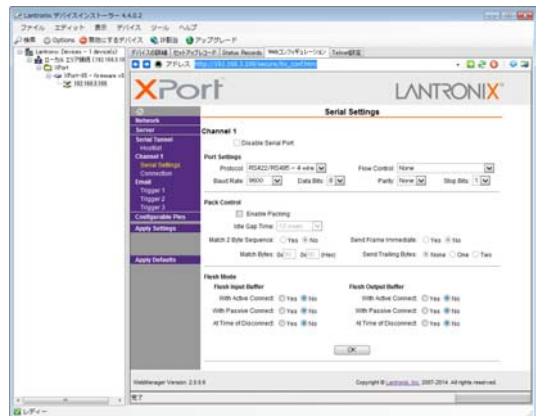 Lantronix デバイスインストーラー 4.4.0.2
ファイル エディット 表示 デバイス ツール ヘルプ
検索 Options 有効にするデバイス IP割当 アップグレード
Lantronix Devices - 1 device(s)
XPort
192.168.3.198
デバイスの詳細 Status Records Webコンフィギュレーション Telnet設定
アドレス
XPort LANTRONIX
Serial Settings
Network
Server
Serial Tunnel
Hostlist
Channel 1
Serial Settings
Connection
Email
Trigger 1
Trigger 2
Trigger 3
Configurable Pins
Apply Settings
Apply Defaults
Channel 1
Disable Serial Port
Port Settings
Protocol: RS422/RS485 - 4 wire Flow Control: None
Baud Rate: 9600 Data Bits: 8 Parity: None Stop Bits: 1
Pack Control
Enable Packing
Idle Gap Time: 12 msec
Match 2 Byte Sequence: Yes No Send Frame Immediate: Yes No
Match Bytes: 0x 0x (Hex) Send Trailing Bytes: None One Two
Flush Mode
Flush Input Buffer Flush Output Buffer
With Active Connect: Yes No With Active Connect: Yes No
With Passive Connect: Yes No With Passive Connect: Yes No
At Time of Disconnect: Yes No At Time of Disconnect: Yes No
OK
WebManager Version: 2.0.0.6 Copyright © Lantronix, Inc. 2007-2014. All rights reserved.
完了
レディー